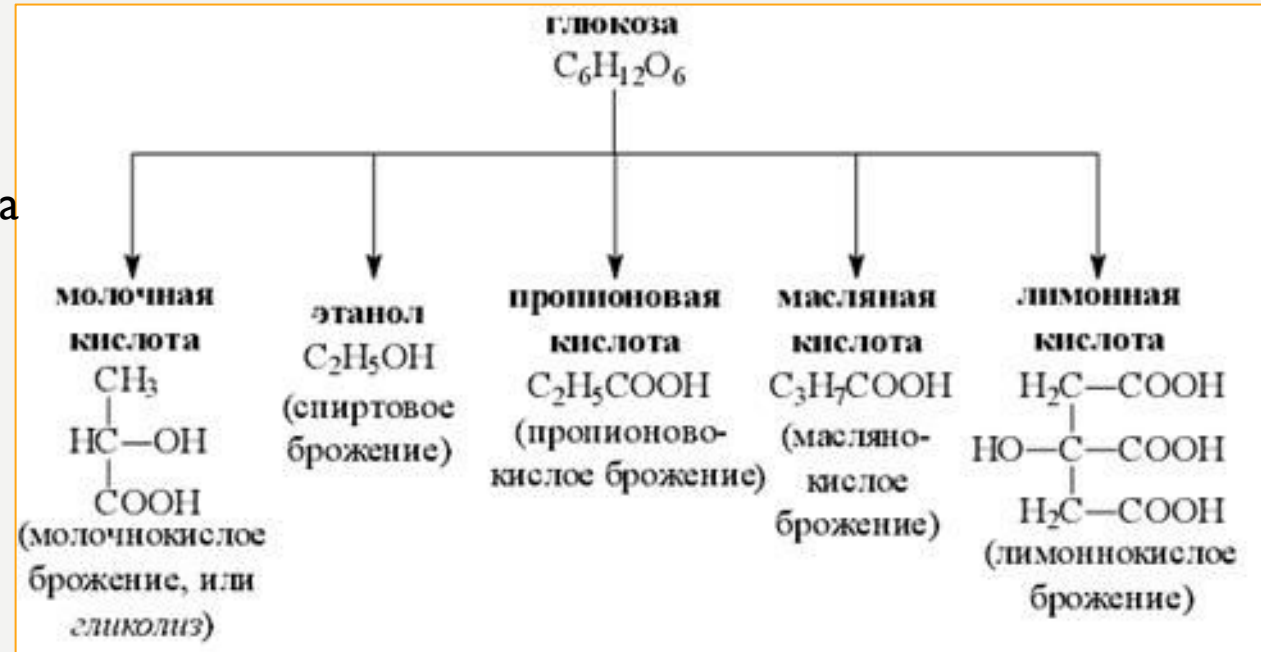 глюкоза
C₆H₁₂O₆
а
молочная
кислота
CH₃
HC—OH
COOH
(молочнокислое
брожение, или
гликолиз)
этанол
C₂H₅OH
(спиртовое
брожение)
пропионовая
кислота
C₂H₅COOH
(пропионово-
кислое брожение)
масляная
кислота
C₃H₇COOH
(масляно-
кислое
брожение)
лимонная
кислота
H₂C—COOH
HO—C—COOH
H₂C—COOH
(лимоннокислое
брожение)